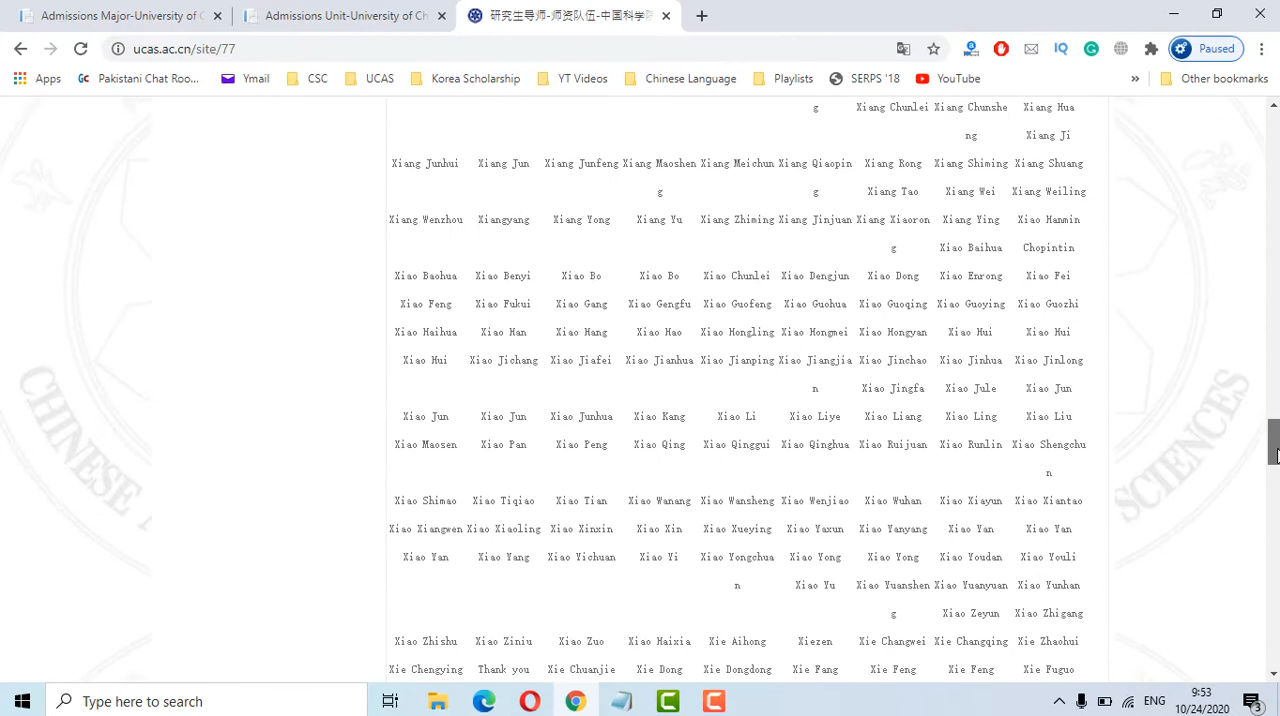 Admissions Major-University of C
Admissions Unit-University of Ch
研究生导师-师资队伍-中国科学院
ucas.ac.cn/site/77
Paused
Apps
Pakistani Chat Roo...
Ymail
CSC
UCAS
Korea Scholarship
YT Videos
Chinese Language
Playlists
SERPS '18
YouTube
»
Other bookmarks
g Xiang Chunlei Xiang Chunshe Xiang Hua
ng Xiang Ji
Xiang Junhui Xiang Jun Xiang Junfeng Xiang Maoshen Xiang Meichun Xiang Qiaopin Xiang Rong Xiang Shiming Xiang Shuang
g g Xiang Tao Xiang Wei Xiang Weiling
Xiang Wenzhou Xiangyang Xiang Yong Xiang Yu Xiang Zhiming Xiang Jinjuan Xiang Xiaoron Xiang Ying Xiao Hanmin
g Xiao Baihua Chopintin
Xiao Baohua Xiao Benyi Xiao Bo Xiao Bo Xiao Chunlei Xiao Dengjun Xiao Dong Xiao Enrong Xiao Fei
Xiao Feng Xiao Fukui Xiao Gang Xiao Gengfu Xiao Guofeng Xiao Guohua Xiao Guoqing Xiao Guoying Xiao Guozhi
Xiao Haihua Xiao Han Xiao Hang Xiao Hao Xiao Hongling Xiao Hongmei Xiao Hongyan Xiao Hui Xiao Hui
Xiao Hui Xiao Jichang Xiao Jiafei Xiao Jianhua Xiao Jianping Xiao Jiangjia Xiao Jinchao Xiao Jinhua Xiao Jinlong
n Xiao Jingfa Xiao Jule Xiao Jun
Xiao Jun Xiao Jun Xiao Junhua Xiao Kang Xiao Li Xiao Liye Xiao Liang Xiao Ling Xiao Liu
Xiao Maosen Xiao Pan Xiao Peng Xiao Qing Xiao Qinggui Xiao Qinghua Xiao Ruijuan Xiao Runlin Xiao Shengchu
n
Xiao Shimao Xiao Tiqiao Xiao Tian Xiao Wanang Xiao Wansheng Xiao Wenjiao Xiao Wuhan Xiao Xiayun Xiao Xiantao
Xiao Xiangwen Xiao Xiaoling Xiao Xinxin Xiao Xin Xiao Xueying Xiao Yaxun Xiao Yanyang Xiao Yan Xiao Yan
Xiao Yan Xiao Yang Xiao Yichuan Xiao Yi Xiao Yongchua Xiao Yong Xiao Yong Xiao Youdan Xiao Youli
n Xiao Yu Xiao Yuanshen Xiao Yuanyuan Xiao Yunhan
g Xiao Zeyun Xiao Zhigang
Xiao Zhishu Xiao Ziniu Xiao Zuo Xiao Haixia Xie Aihong Xiezen Xie Changwei Xie Changqing Xie Zhaohui
Xie Chengying Thank you Xie Chuanjie Xie Dong Xie Dongdong Xie Fang Xie Feng Xie Feng Xie Fuguo
CHINESE
SCIENCES
Type here to search
ENG
9:53
10/24/2020
3